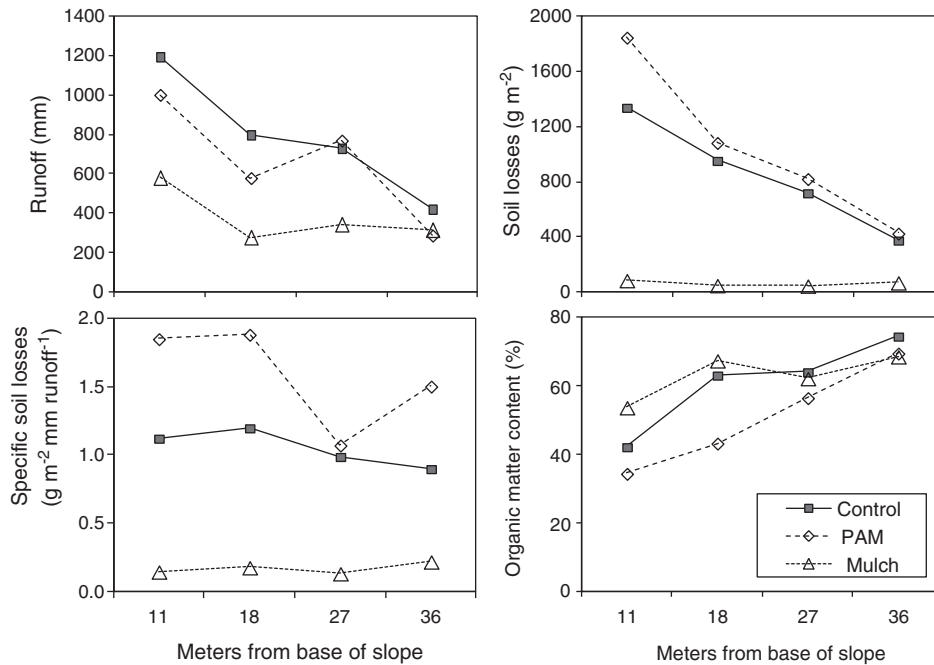 1400
1200
1000
800
600
400
200
0
Runoff (mm)
2000
1600
1200
800
400
0
Soil losses (g m-2)
2.0
1.5
1.0
0.5
0.0
Specific soil losses
(g m-2 mm runoff-1)
11 18 27 36
Meters from base of slope
80
60
40
20
0
Organic matter content (%)
Control
PAM
Mulch
11 18 27 36
Meters from base of slope